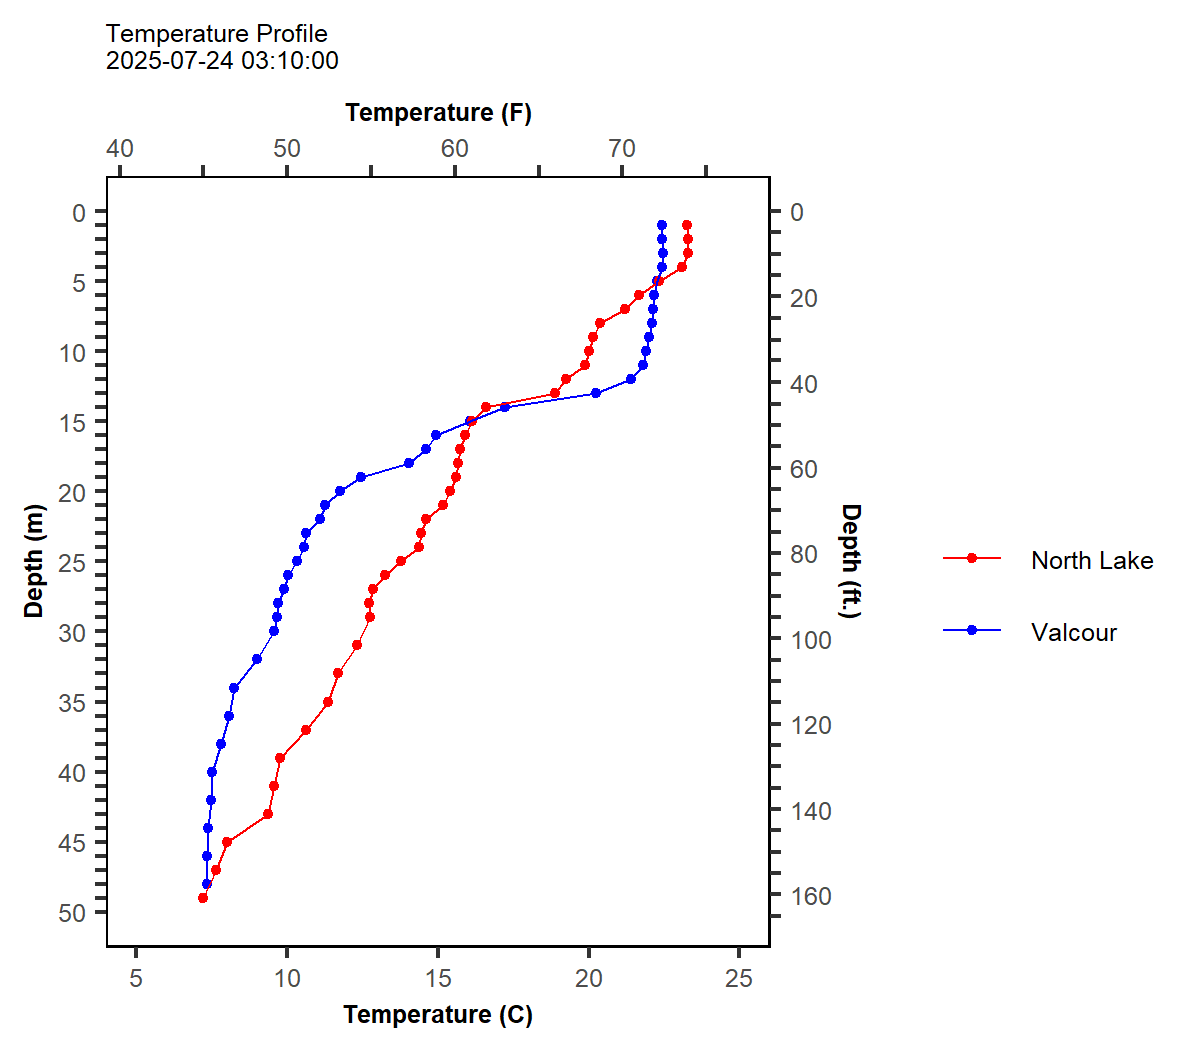 Temperature Profile
2025-07-24 03:10:00
Temperature (F)
40 50 60 70
0
5
10
15
20
25
30
35
40
45
50
Depth (m)
0
20
40
60
80
100
120
140
160
Depth (ft.)
North Lake
Valcour
5 10 15 20 25
Temperature (C)